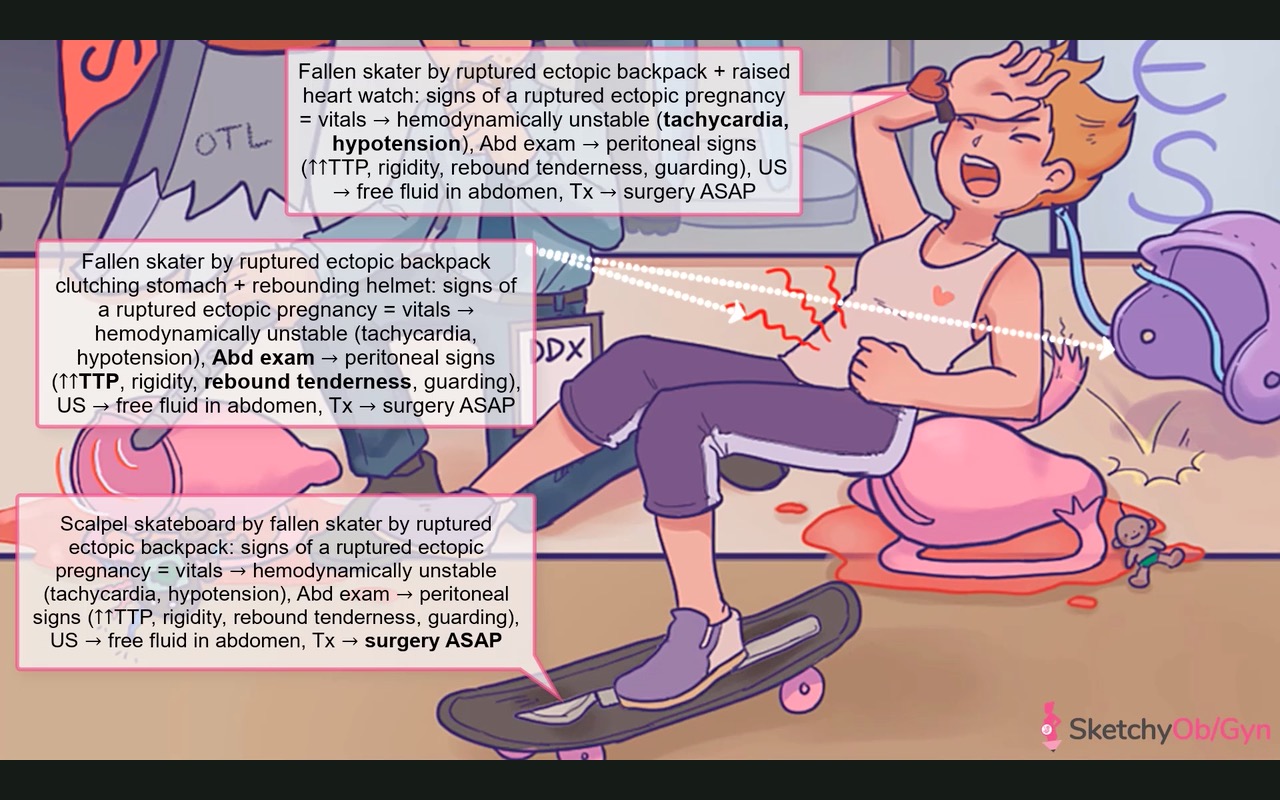 Fallen skater by ruptured ectopic backpack + raised
heart watch: signs of a ruptured ectopic pregnancy
= vitals → hemodynamically unstable (tachycardia,
hypotension), Abd exam → peritoneal signs
(↑↑TTP, rigidity, rebound tenderness, guarding), US
→ free fluid in abdomen, Tx → surgery ASAP
OTL
ES
Fallen skater by ruptured ectopic backpack
clutching stomach + rebounding helmet: signs of
a ruptured ectopic pregnancy = vitals →
hemodynamically unstable (tachycardia,
hypotension), Abd exam → peritoneal signs
(↑↑TTP, rigidity, rebound tenderness, guarding),
US → free fluid in abdomen, Tx → surgery ASAP
DDX
Scalpel skateboard by fallen skater by ruptured
ectopic backpack: signs of a ruptured ectopic
pregnancy = vitals → hemodynamically unstable
(tachycardia, hypotension), Abd exam → peritoneal
signs (↑↑TTP, rigidity, rebound tenderness, guarding),
US → free fluid in abdomen, Tx → surgery ASAP
SketchyOb/Gyn